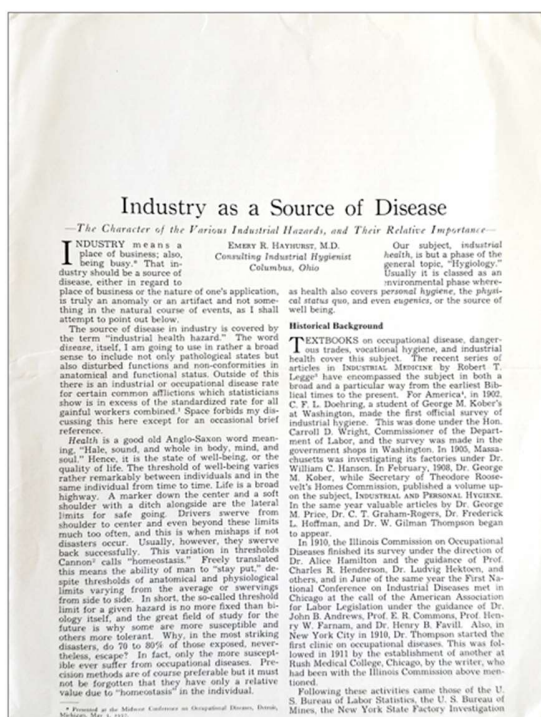 Industry as a Source of Disease
—The Character of the Various Industrial Hazards, and Their Relative Importance—
INDUSTRY means a
place of business; also,
being busy.* That in-
dustry should be a source of
disease, either in regard to
place of business or the nature of one's application,
is truly an anomaly or an artifact and not some-
thing in the natural course of events, as I shall
attempt to point out below.
The source of disease in industry is covered by
the term "industrial health hazard." The word
disease, itself, I am going to use in rather a broad
sense to include not only pathological states but
also disturbed functions and non-conformities in
anatomical and functional status. Outside of this
there is an industrial or occupational disease rate
for certain common afflictions which statisticians
show is in excess of the standardized rate for all
gainful workers combined.¹ Space forbids my dis-
cussing this here except for an occasional brief
reference.
Health is a good old Anglo-Saxon word mean-
ing, "Hale, sound, and whole in body, mind, and
soul." Hence, it is the state of well-being, or the
quality of life. The threshold of well-being varies
rather remarkably between individuals and in the
same individual from time to time. Life is a broad
highway. A marker down the center and a soft
shoulder with a ditch alongside are the lateral
limits for safe going. Drivers swerve from
shoulder to center and even beyond these limits
much too often, and this is when mishaps if not
disasters occur. Usually, however, they swerve
back successfully. This variation in thresholds
Cannon² calls "homeostasis." Freely translated
this means the ability of man to "stay put," de-
spite thresholds of anatomical and physiological
limits varying from the average or swervings
from side to side. In short, the so-called threshold
limit for a given hazard is no more fixed than bi-
ology itself, and the great field of study for the
future is why some are more susceptible and
others more tolerant. Why, in the most striking
disasters, do 70 to 80% of those exposed, never-
theless, escape? In fact, only the more suscept-
ible ever suffer from occupational diseases. Pre-
cision methods are of course preferable but it must
not be forgotten that they have only a relative
value due to "homeostasis" in the individual.
* Presented at the Midwest Conference on Occupational Diseases, Detroit,
Michigan, May
EMERY R. HAYHURST, M.D.
Consulting Industrial Hygienist
Columbus, Ohio
Our subject, industrial
health, is but a phase of the
general topic, "Hygiology."
Usually it is classed as an
environmental phase where-
as health also covers personal hygiene, the physi-
cal status quo, and even eugenics, or the source of
well being.
Historical Background
TEXTBOOKS on occupational disease, danger-
ous trades, vocational hygiene, and industrial
health cover this subject. The recent series of
articles in INDUSTRIAL MEDICINE by Robert T.
Legge³ have encompassed the subject in both a
broad and a particular way from the earliest Bib-
lical times to the present. For America⁴, in 1902,
C. F. L. Doehring, a student of George M. Kober's
at Washington, made the first official survey of
industrial hygiene. This was done under the Hon.
Carroll D. Wright, Commissioner of the Depart-
ment of Labor, and the survey was made in the
government shops in Washington. In 1905, Massa-
chusetts was investigating its factories under Dr.
William C. Hanson. In February, 1908, Dr. George
M. Kober, while Secretary of Theodore Roose-
velt's Homes Commission, published a volume up-
on the subject, INDUSTRIAL AND PERSONAL HYGIENE.
In the same year valuable articles by Dr. George
M. Price, Dr. C. T. Graham-Rogers, Dr. Frederick
L. Hoffman, and Dr. W. Gilman Thompson began
to appear.
In 1910, the Illinois Commission on Occupational
Diseases finished its survey under the direction of
Dr. Alice Hamilton and the guidance of Prof.
Charles R. Henderson, Dr. Ludvig Hektoen, and
others, and in June of the same year the First Na-
tional Conference on Industrial Diseases met in
Chicago at the call of the American Association
for Labor Legislation under the guidance of Dr.
John B. Andrews, Prof. E. R. Commons, Prof. Hen-
ry W. Farnam, and Dr. Henry B. Favill. Also, in
New York City in 1910, Dr. Thompson started the
first clinic on occupational diseases. This was fol-
lowed in 1911 by the establishment of another at
Rush Medical College, Chicago, by the writer, who
had been with the Illinois Commission above men-
tioned.
Following these activities came those of the U.
S. Bureau of Labor Statistics, the U. S. Bureau of
Mines, the New York State Factory Investigation